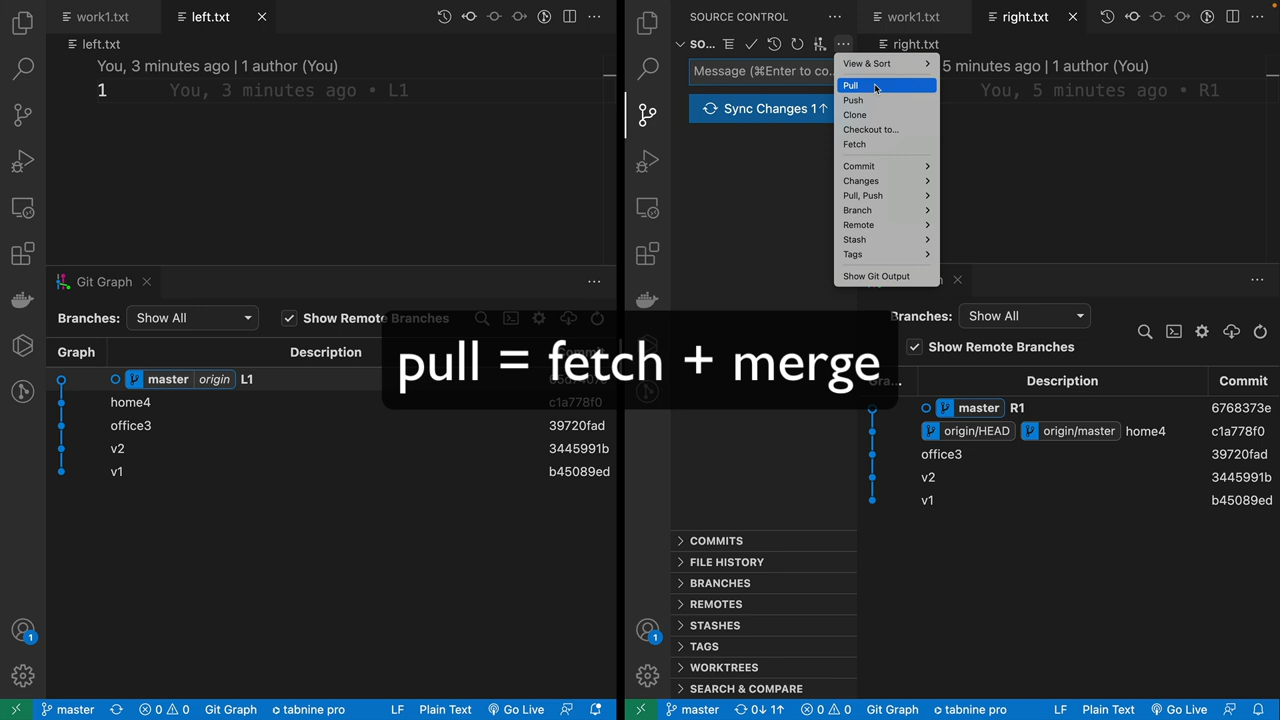 work1.txt
left.txt
left.txt
You, 3 minutes ago | 1 author (You)
1 You, 3 minutes ago • L1
Git Graph
Branches: Show All Show Remote Branches
Graph Description
master origin L1
home4 c1a778f0
office3 39720fad
v2 3445991b
v1 b45089ed
1
master 0 0 Git Graph tabnine pro LF Plain Text Go Live
pull = fetch + merge
SOURCE CONTROL
SO...
Message (⌘Enter to co...
Sync Changes 1↑
View & Sort
Pull
Push
Clone
Checkout to...
Fetch
Commit
Changes
Pull, Push
Branch
Remote
Stash
Tags
Show Git Output
work1.txt
right.txt
right.txt
5 minutes ago | 1 author (You)
You, 5 minutes ago • R1
Branches: Show All
Show Remote Branches
Description Commit
master R1 6768373e
origin/HEAD origin/master home4 c1a778f0
office3 39720fad
v2 3445991b
v1 b45089ed
COMMITS
FILE HISTORY
BRANCHES
REMOTES
STASHES
TAGS
WORKTREES
SEARCH & COMPARE
1
master 0↓ 1↑ 0 0 Git Graph tabnine pro LF Plain Text Go Live